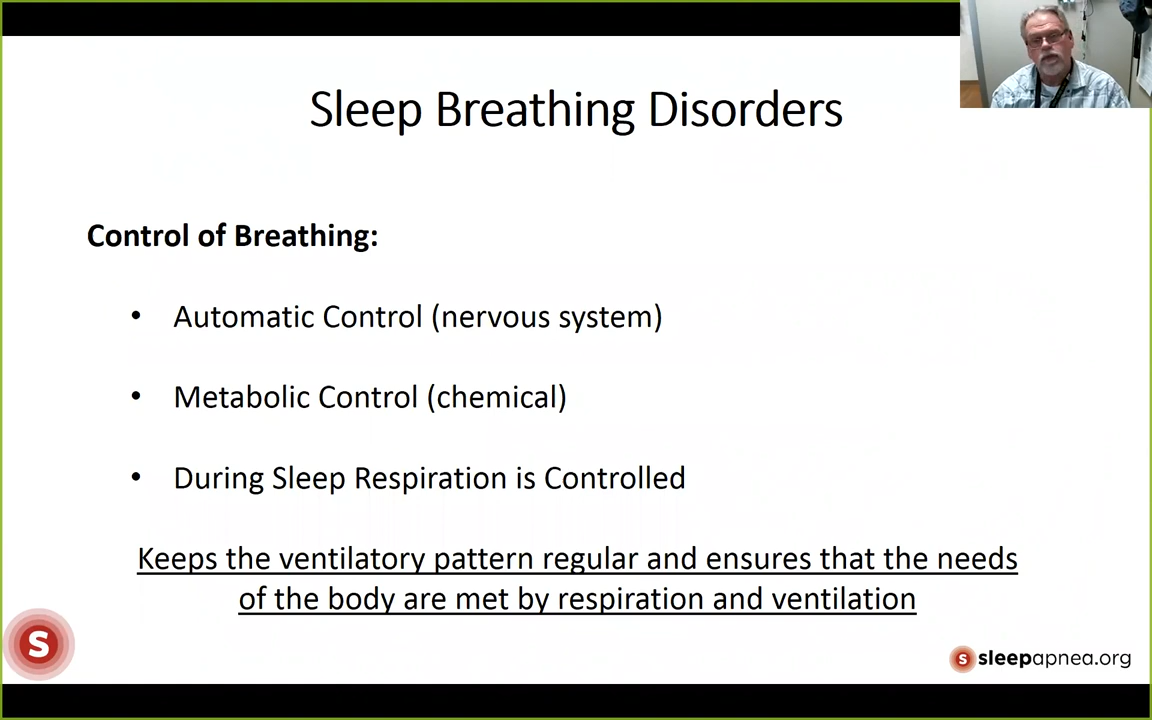 Sleep Breathing Disorders
Control of Breathing:
• Automatic Control (nervous system)
• Metabolic Control (chemical)
• During Sleep Respiration is Controlled
Keeps the ventilatory pattern regular and ensures that the needs
of the body are met by respiration and ventilation
S
S sleepapnea.org